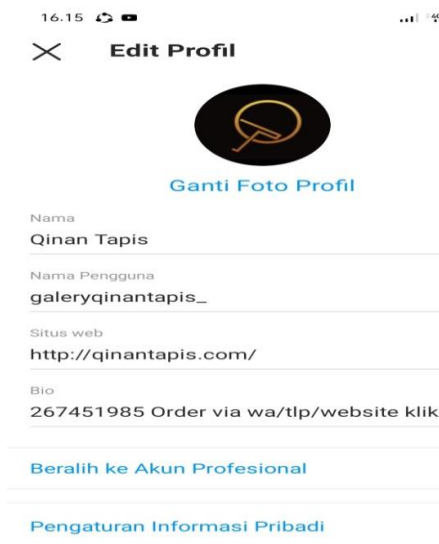 16.15
Edit Profil
Ganti Foto Profil
Nama
Qinan Tapis
Nama Pengguna
galeryqinantapis_
Situs web
http://qinantapis.com/
Bio
267451985 Order via wa/tlp/website klik
Beralih ke Akun Profesional
Pengaturan Informasi Pribadi